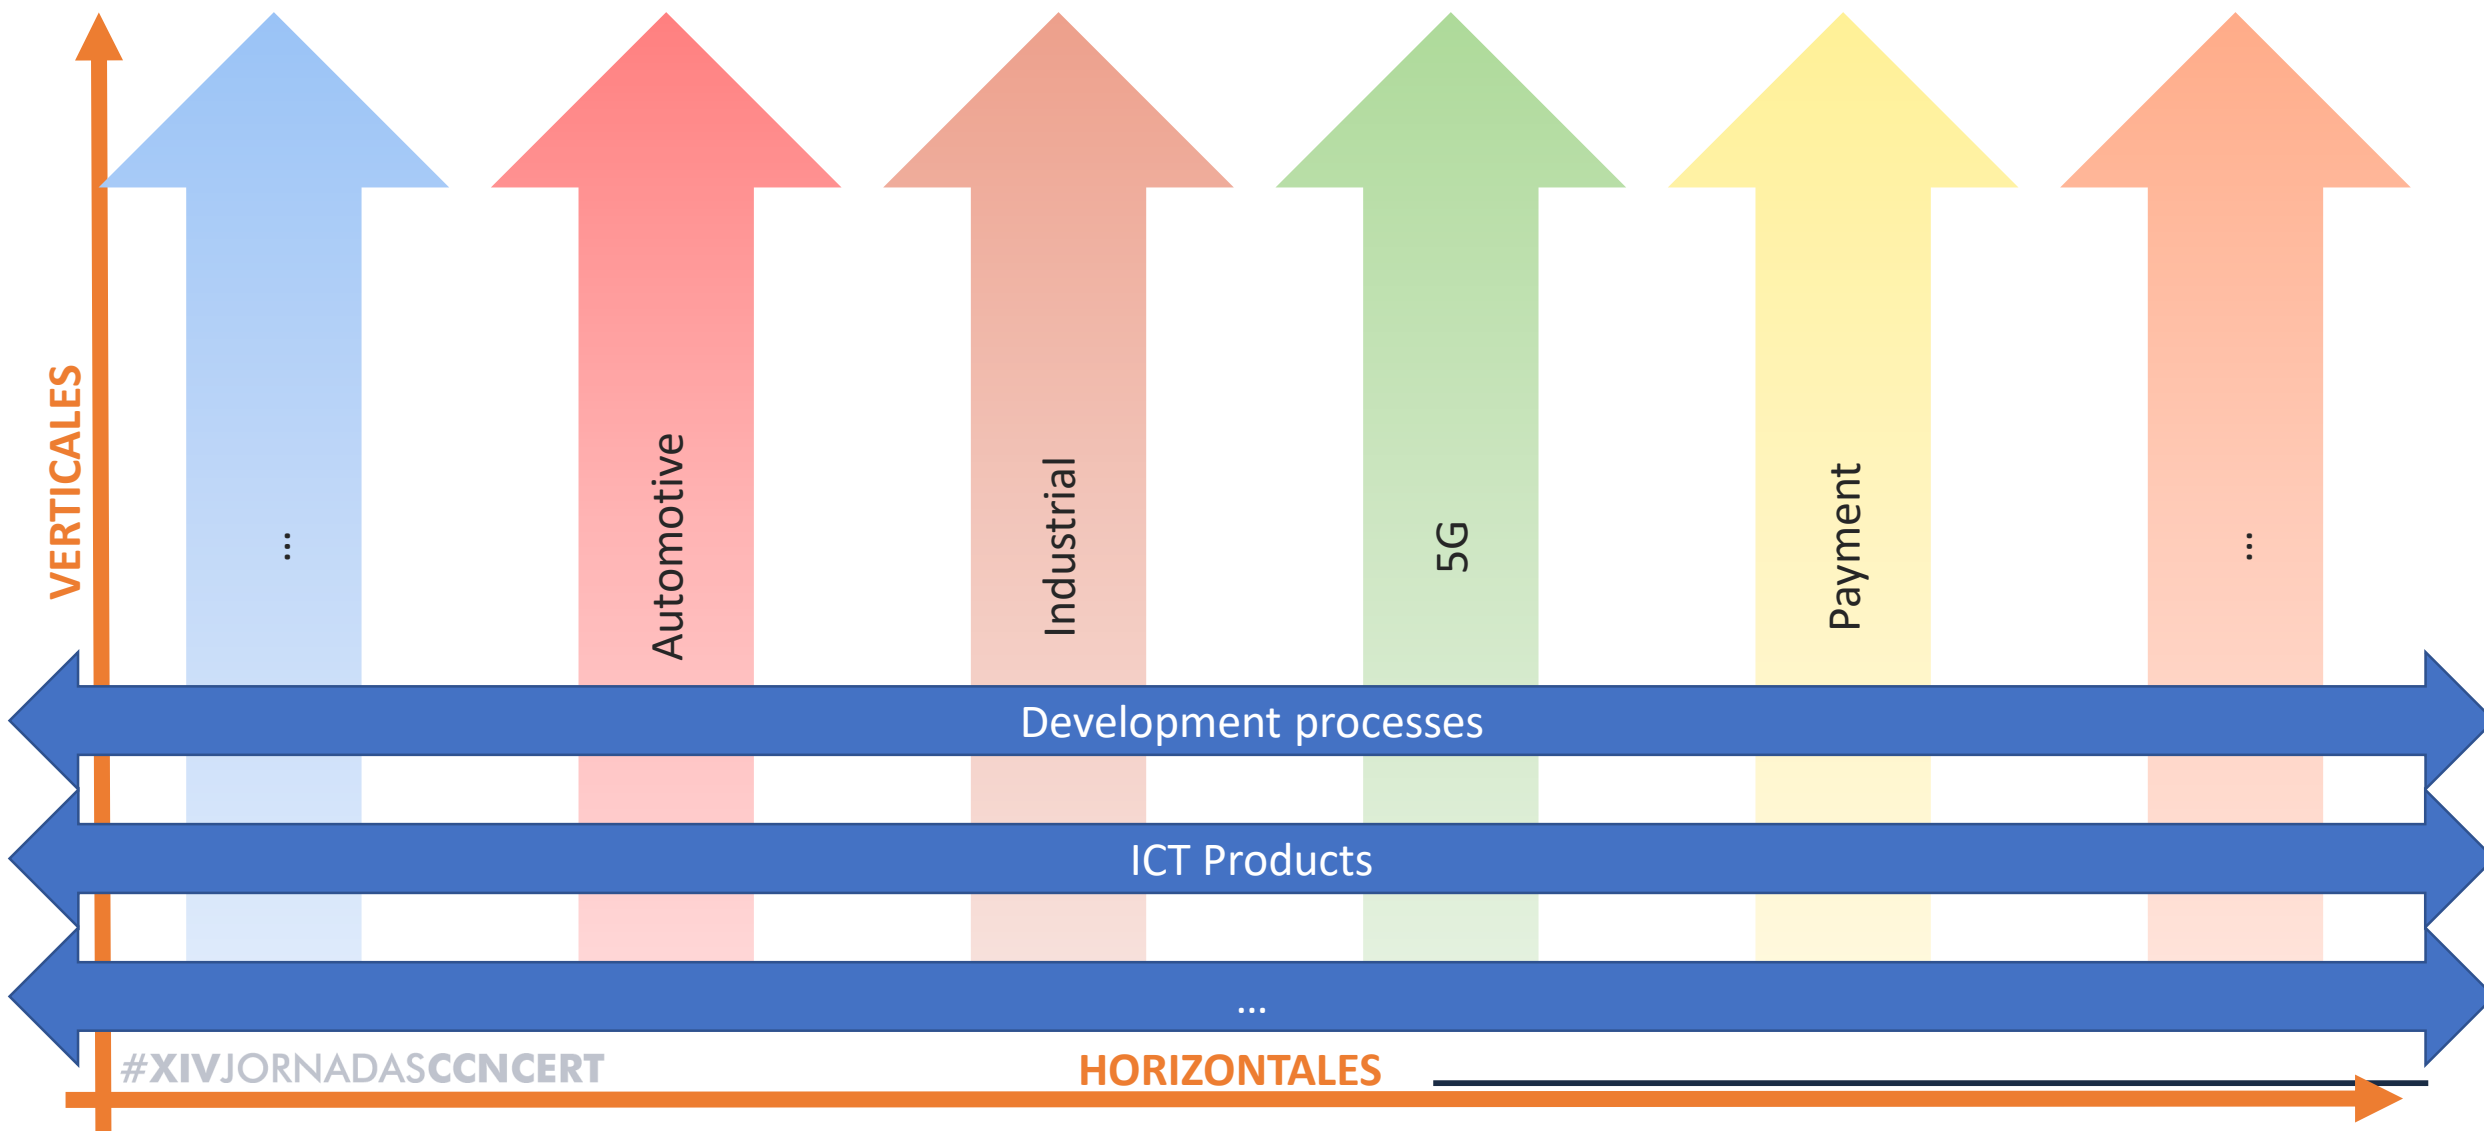 VERTICALES
...
Automotive
Industrial
5G
Payment
...
Development processes
ICT Products
...
#XIVJORNADASCCNCERT
HORIZONTALES